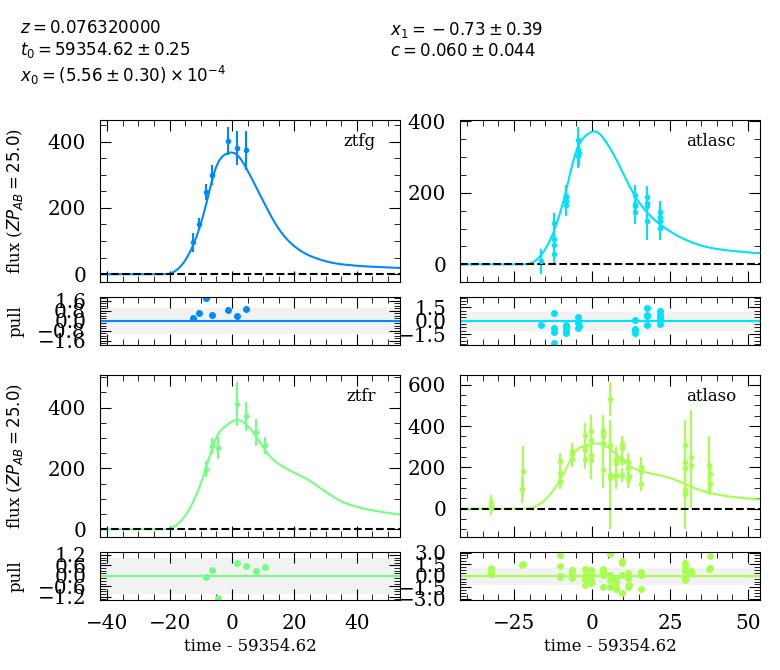 z = 0.076320000
t₀ = 59354.62 ± 0.25
x₀ = (5.56 ± 0.30) × 10⁻⁴
x₁ = −0.73 ± 0.39
c = 0.060 ± 0.044
flux (ZP_AB = 25.0)
400
200
0
ztfg
400
200
0
atlasc
pull
1.6
0.8
0.0
−0.8
−1.6
1.5
0.0
−1.5
flux (ZP_AB = 25.0)
400
200
0
ztfr
600
400
200
0
atlaso
pull
1.2
0.6
0.0
−0.6
−1.2
3.0
1.5
0.0
−1.5
−3.0
−40 −20 0 20 40
−25 0 25 50
time - 59354.62
time - 59354.62